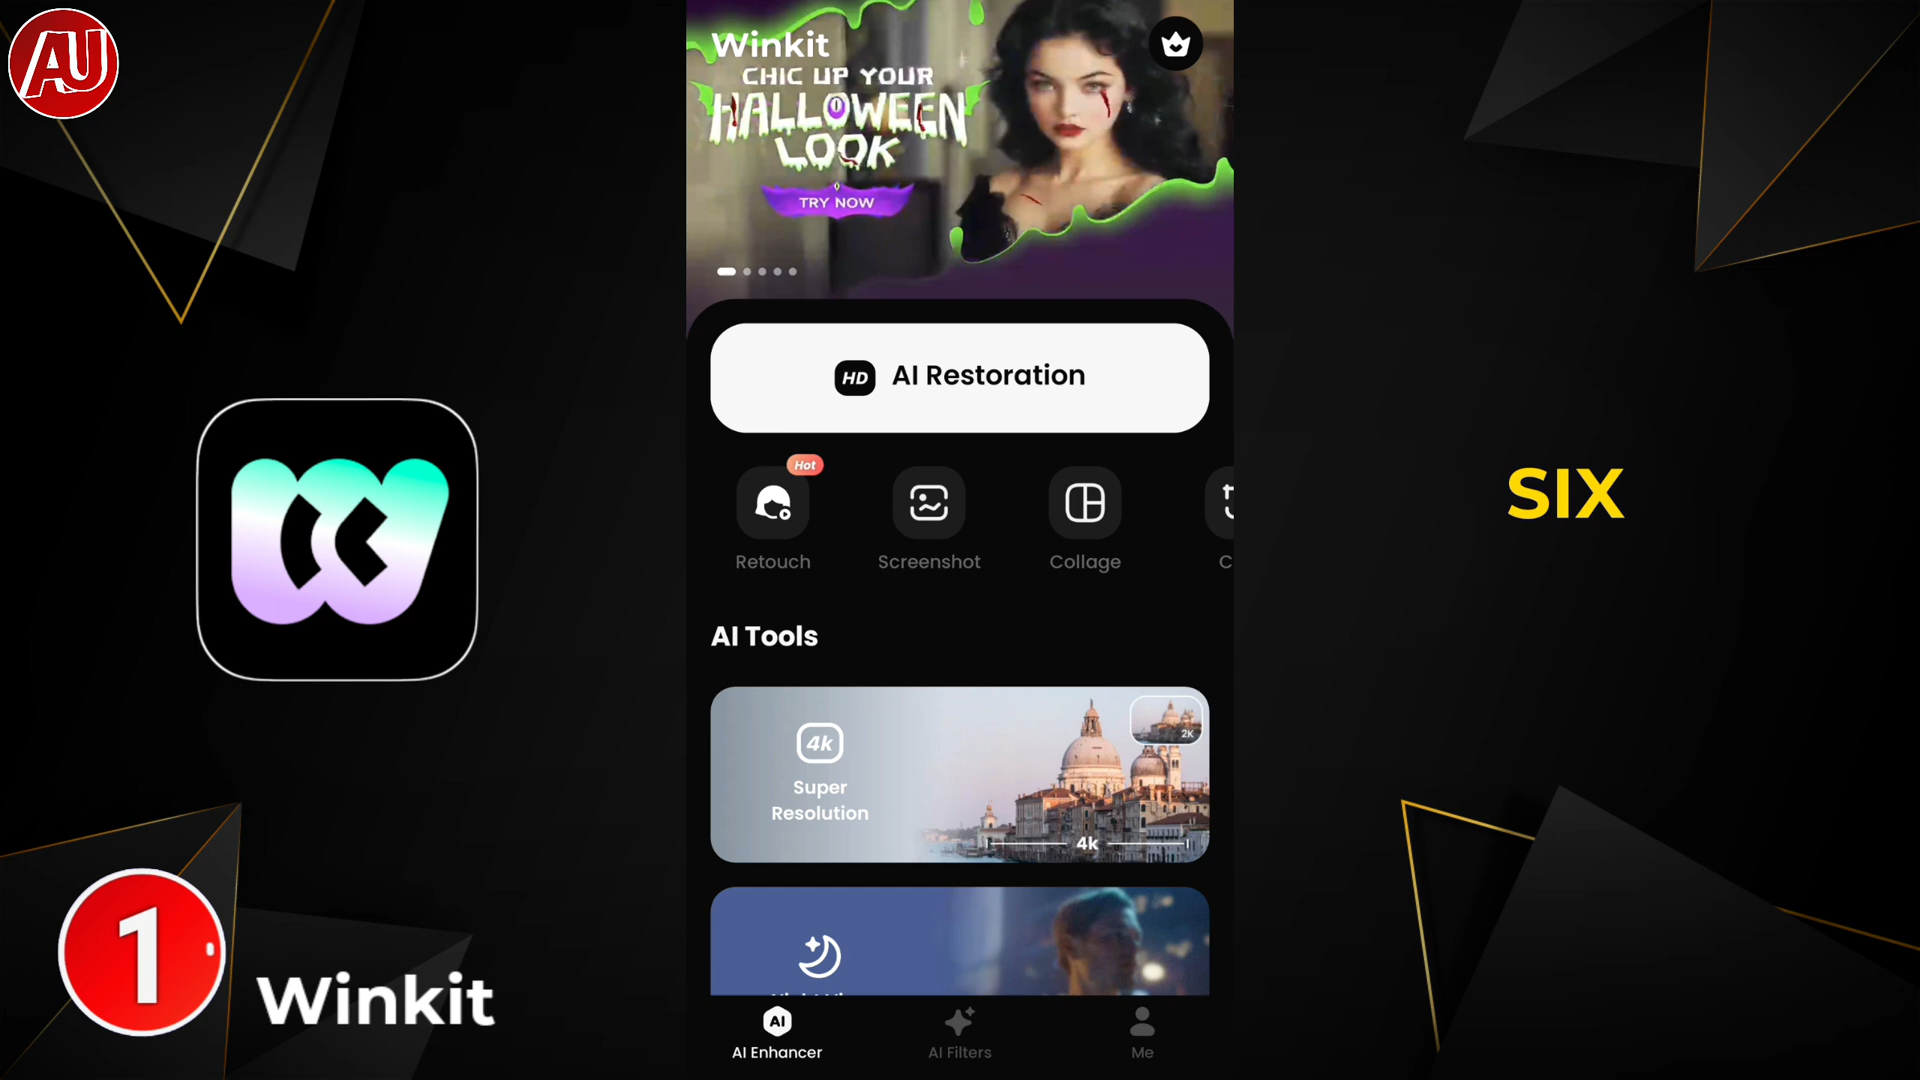 AU
Winkit
CHIC UP YOUR
HALLOWEEN
LOOK
TRY NOW
HD AI Restoration
Hot
Retouch
Screenshot
Collage
C
AI Tools
4k
Super
Resolution
2K
4k
AI
AI Enhancer
AI Filters
Me
SIX
1
Winkit